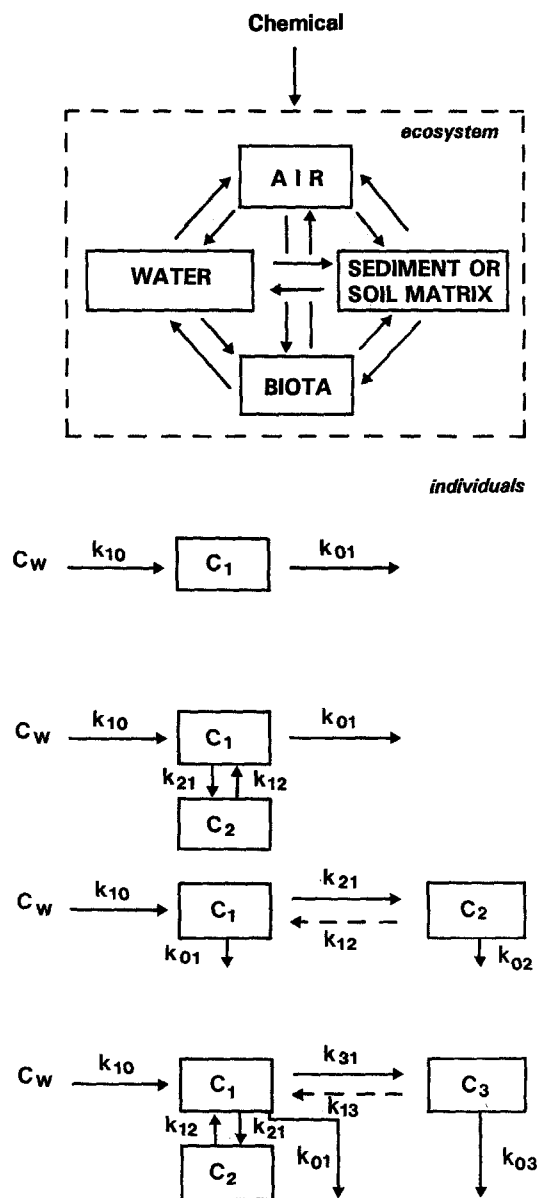 Chemical
ecosystem
AIR
WATER
SEDIMENT OR
SOIL MATRIX
BIOTA
individuals
Cw k10 C1 k01
Cw k10 C1 k01
k21 k12
C2
Cw k10 C1 k21 C2
k12
k01 k02
Cw k10 C1 k31 C3
k13
k12 k21
k01 k03
C2